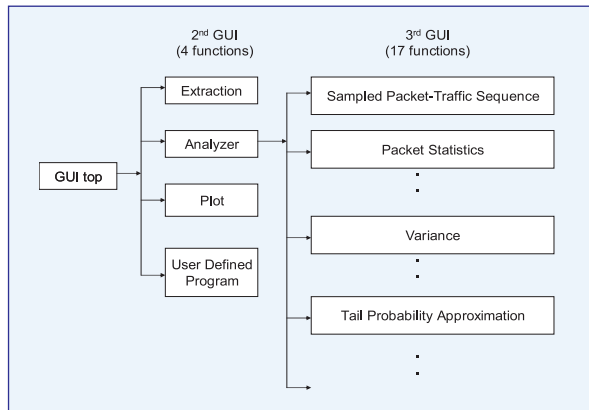 2nd GUI
(4 functions)
3rd GUI
(17 functions)
GUI top
Extraction
Analyzer
Plot
User Defined
Program
Sampled Packet-Traffic Sequence
Packet Statistics
Variance
Tail Probability Approximation